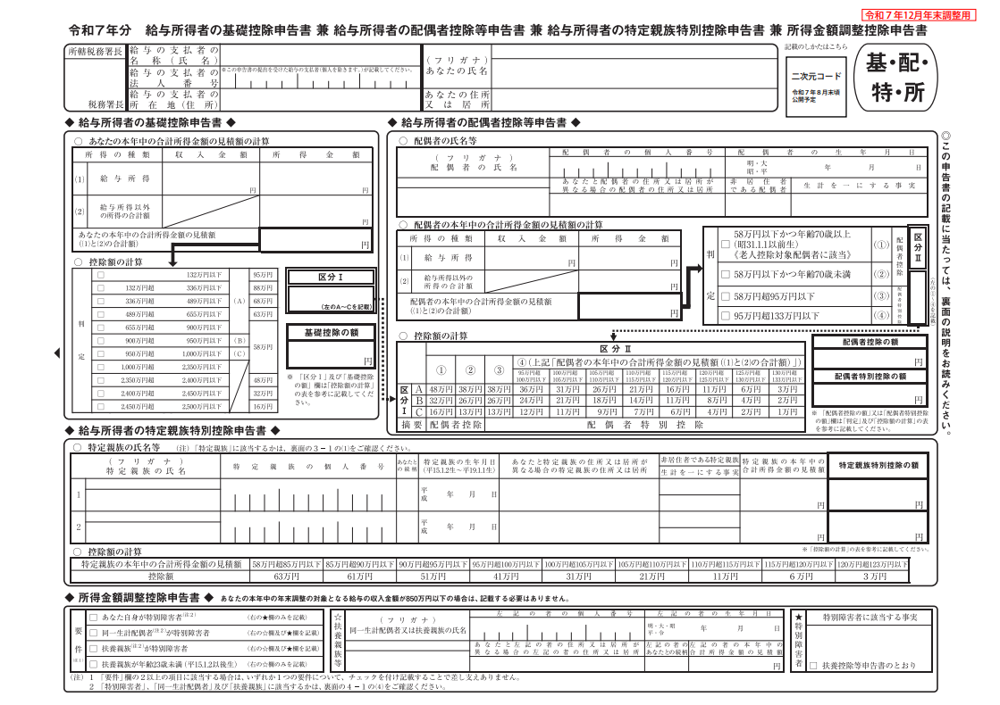 令和7年12月年末調整用
令和7年分 給与所得者の基礎控除申告書 兼 給与所得者の配偶者控除等申告書 兼 給与所得者の特定親族特別控除申告書 兼 所得金額調整控除申告書
所轄税務署長
税務署長
給与の支払者の名称(氏名)
給与の支払者の法人番号
※この申告書の提出を受けた給与の支払者(個人を除きます。)が記載してください。
給与の支払者の所在地(住所)
(フリガナ)
あなたの氏名
あなたの住所又は居所
記載のしかたはこちら
二次元コード
令和7年8月末頃
公開予定
基・配・
特・所
◆ 給与所得者の基礎控除申告書 ◆
○ あなたの本年中の合計所得金額の見積額の計算
所得の種類 収入金額 所得金額
(1) 給与所得 円 円
(2) 給与所得以外の所得の合計額 円
あなたの本年中の合計所得金額の見積額
((1)と(2)の合計額) 円
○ 控除額の計算
判定
□ 132万円以下 95万円
□ 132万円超 336万円以下 88万円
□ 336万円超 489万円以下 (A) 68万円
□ 489万円超 655万円以下 63万円
□ 655万円超 900万円以下
□ 900万円超 950万円以下 (B) 58万円
□ 950万円超 1,000万円以下 (C)
□ 1,000万円超 2,350万円以下
□ 2,350万円超 2,400万円以下 48万円
□ 2,400万円超 2,450万円以下 32万円
□ 2,450万円超 2,500万円以下 16万円
区分Ⅰ
(左のA~Cを記載)
基礎控除の額
円
※ 「区分Ⅰ」及び「基礎控除の額」欄は「控除額の計算」の表を参考に記載してください。
◆ 給与所得者の配偶者控除等申告書 ◆
○ 配偶者の氏名等
(フリガナ)
配偶者の氏名
配偶者の個人番号
配偶者の生年月日
明・大
昭・平 年 月 日
あなたと配偶者の住所又は居所が異なる場合の配偶者の住所又は居所
非居住者である配偶者
生計を一にする事実
○ 配偶者の本年中の合計所得金額の見積額の計算
所得の種類 収入金額 所得金額
(1) 給与所得 円 円
(2) 給与所得以外の所得の合計額 円
配偶者の本年中の合計所得金額の見積額
((1)と(2)の合計額) 円
判定
□ 58万円以下かつ年齢70歳以上
(昭31.1.1以前生)
《老人控除対象配偶者に該当》 (①)
□ 58万円以下かつ年齢70歳未満 (②)
□ 58万円超95万円以下 (③)
□ 95万円超133万円以下 (④)
配偶者控除
配偶者特別控除
区分Ⅱ
(左の①~④を記載)
○ 控除額の計算
区分Ⅱ
① ② ③ ④(上記「配偶者の本年中の合計所得金額の見積額((1)と(2)の合計額)」)
95万円超100万円以下 100万円超105万円以下 105万円超110万円以下 110万円超115万円以下 115万円超120万円以下 120万円超125万円以下 125万円超130万円以下 130万円超133万円以下
区分Ⅰ
A 48万円 38万円 38万円 36万円 31万円 26万円 21万円 16万円 11万円 6万円 3万円
B 32万円 26万円 26万円 24万円 21万円 18万円 14万円 11万円 8万円 4万円 2万円
C 16万円 13万円 13万円 12万円 11万円 9万円 7万円 6万円 4万円 2万円 1万円
摘要 配偶者控除 配偶者特別控除
配偶者控除の額
円
配偶者特別控除の額
円
※ 「配偶者控除の額」又は「配偶者特別控除の額」欄は「判定」及び「控除額の計算」の表を参考に記載してください。
◎この申告書の記載に当たっては、裏面の説明をお読みください。
◆ 給与所得者の特定親族特別控除申告書 ◆
○ 特定親族の氏名等 (注)「特定親族」に該当するかは、裏面の3-1の(1)をご確認ください。
(フリガナ)
特定親族の氏名
特定親族の個人番号
あなたとの続柄
特定親族の生年月日
(平15.1.2生~平19.1.1生)
あなたと特定親族の住所又は居所が異なる場合の特定親族の住所又は居所
非居住者である特定親族
生計を一にする事実
特定親族の本年中の合計所得金額の見積額
特定親族特別控除の額
1 平成 年 月 日 円 円
2 平成 年 月 日 円 円
※「控除額の計算」の表を参考に記載してください。
○ 控除額の計算
特定親族の本年中の合計所得金額の見積額 58万円超85万円以下 85万円超90万円以下 90万円超95万円以下 95万円超100万円以下 100万円超105万円以下 105万円超110万円以下 110万円超115万円以下 115万円超120万円以下 120万円超123万円以下
控除額 63万円 61万円 51万円 41万円 31万円 21万円 11万円 6万円 3万円
◆ 所得金額調整控除申告書 ◆ あなたの本年中の年末調整の対象となる給与の収入金額が850万円以下の場合は、記載する必要はありません。
要件(注1)
□ あなた自身が特別障害者(注2) (右の★欄のみを記載)
□ 同一生計配偶者(注2)が特別障害者 (右の☆欄及び★欄を記載)
□ 扶養親族(注2)が特別障害者 (右の☆欄及び★欄を記載)
□ 扶養親族が年齢23歳未満(平15.1.2以後生) (右の☆欄のみを記載)
☆扶養親族等
(フリガナ)
同一生計配偶者又は扶養親族の氏名
左記の者の個人番号
左記の者の生年月日
明・大・昭
平・令 年 月 日
あなたと左記の者の住所又は居所が異なる場合の左記の者の住所又は居所
左記の者のあなたとの続柄
左記の者の本年中の合計所得金額の見積額
円
★特別障害者
特別障害者に該当する事実
□ 扶養控除等申告書のとおり
(注) 1 「要件」欄の2以上の項目に該当する場合は、いずれか1つの要件について、チェックを付け記載することで差し支えありません。
2 「特別障害者」、「同一生計配偶者」及び「扶養親族」に該当するかは、裏面の4-1の(4)をご確認ください。